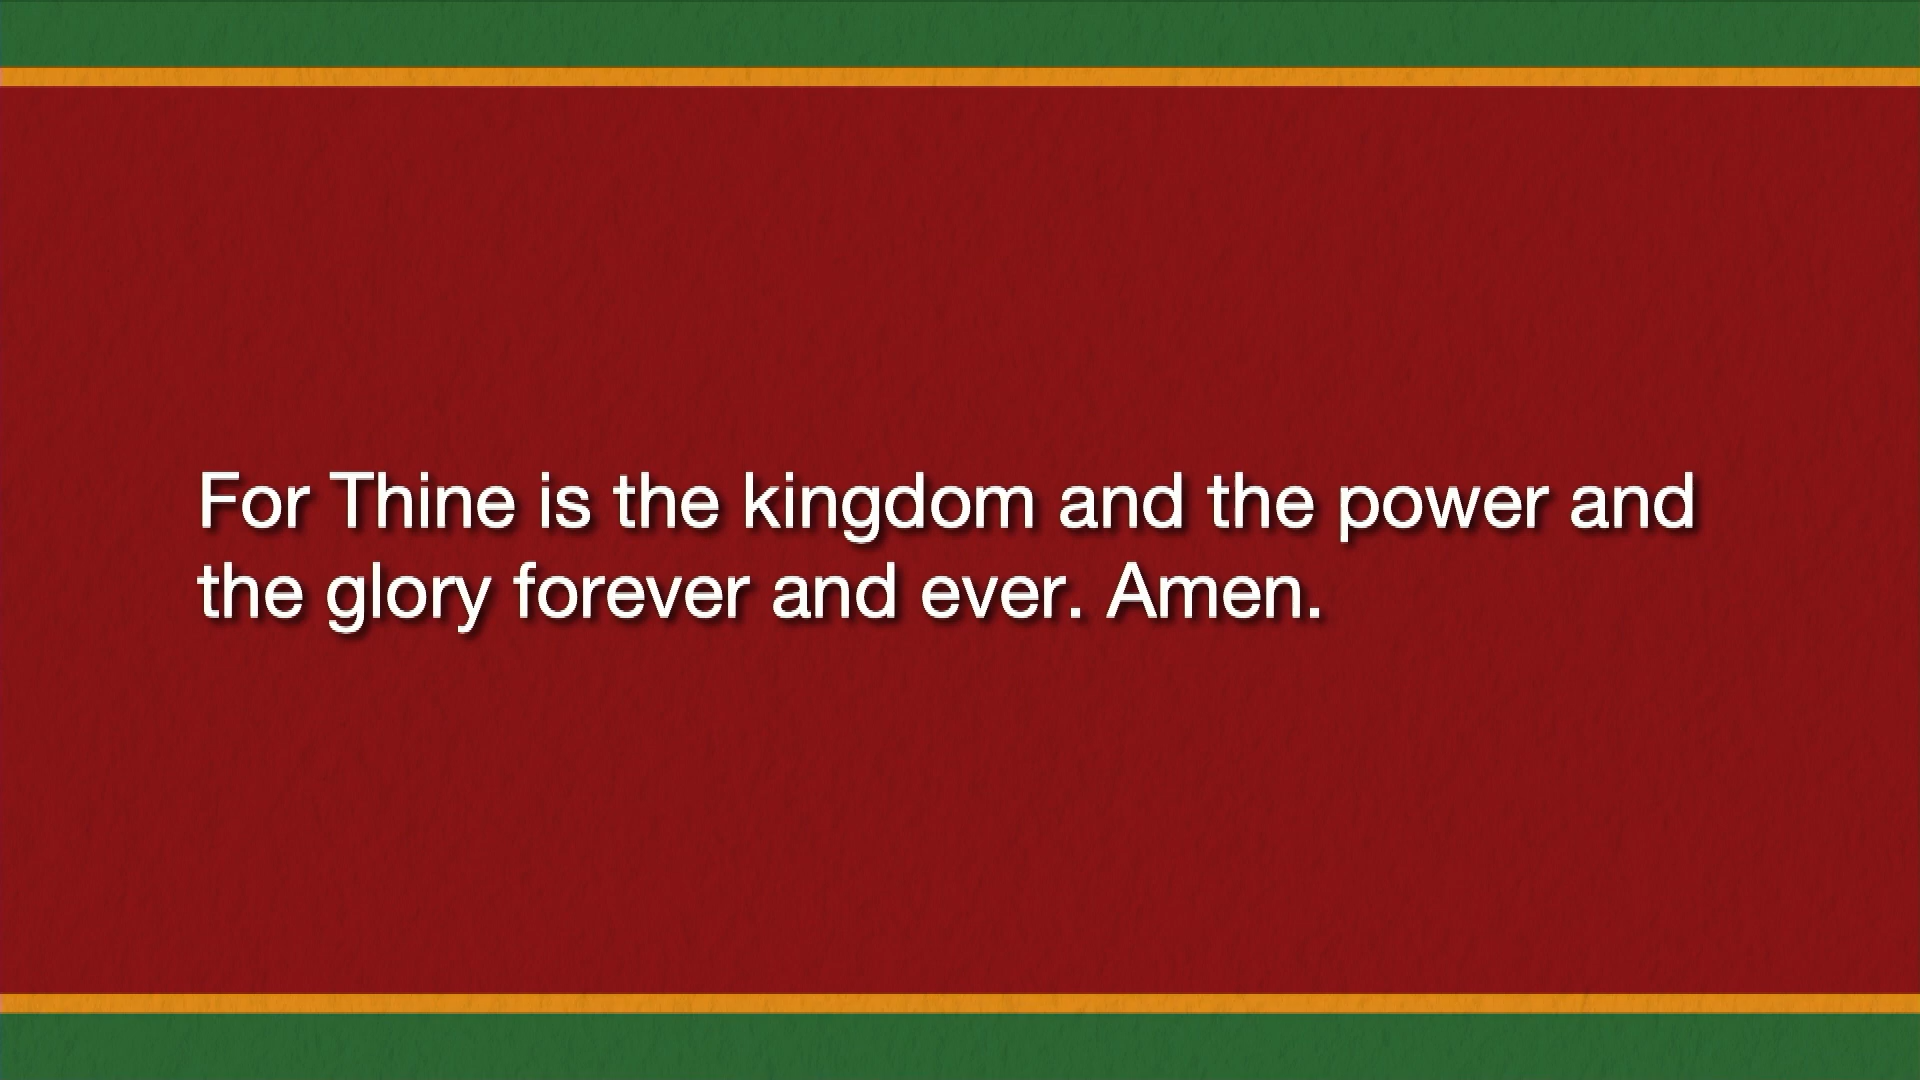 For Thine is the kingdom and the power and
the glory forever and ever. Amen.